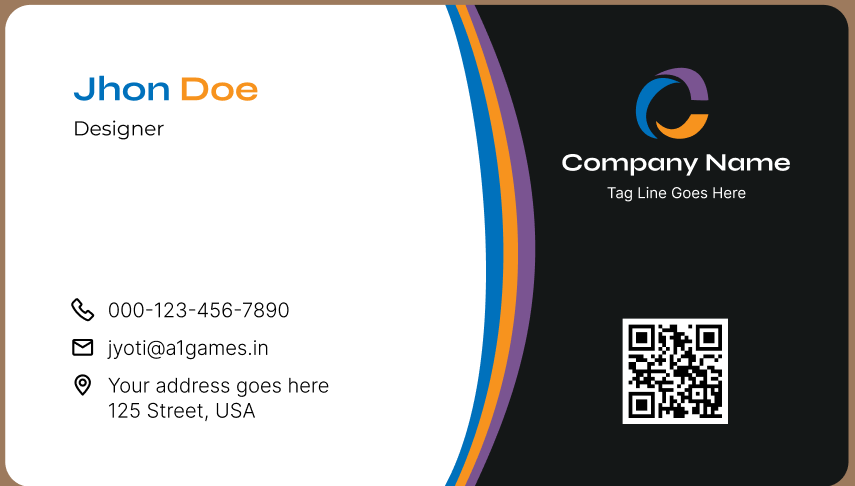 Jhon Doe
Designer
Company Name
Tag Line Goes Here
000-123-456-7890
jyoti@a1games.in
Your address goes here
125 Street, USA